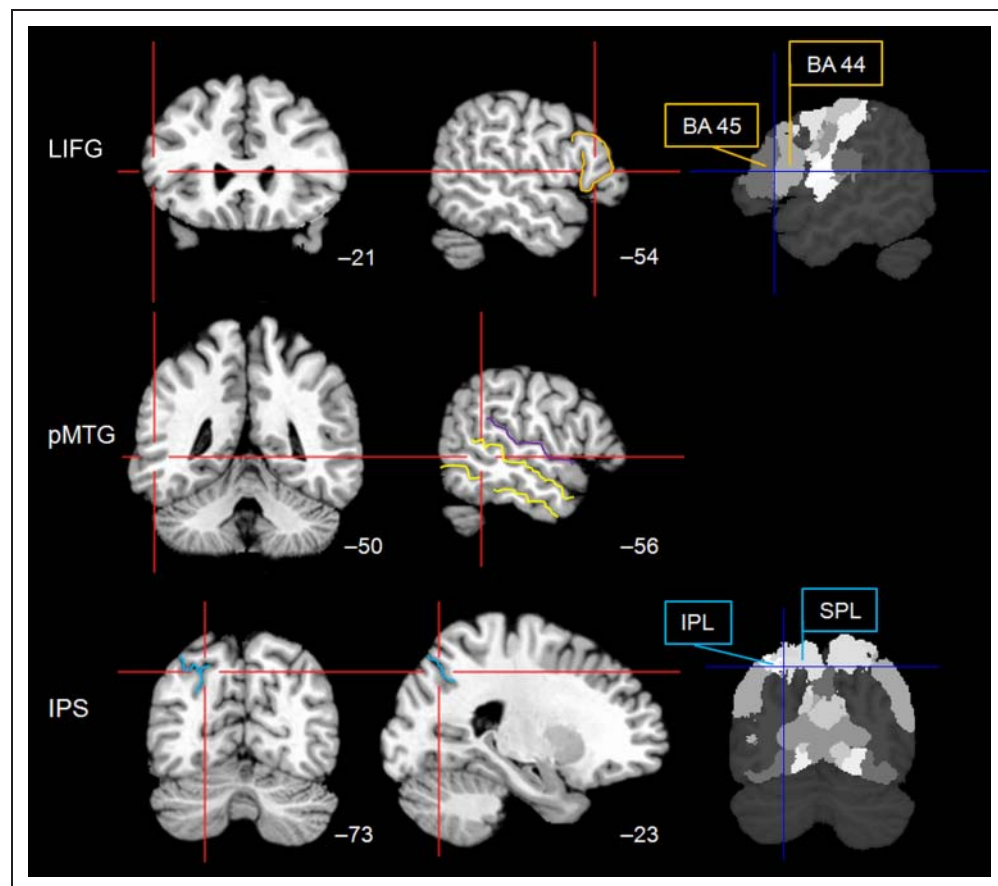 BA 44
BA 45
LIFG
–21
–54
pMTG
–50
–56
IPL
SPL
IPS
–73
–23